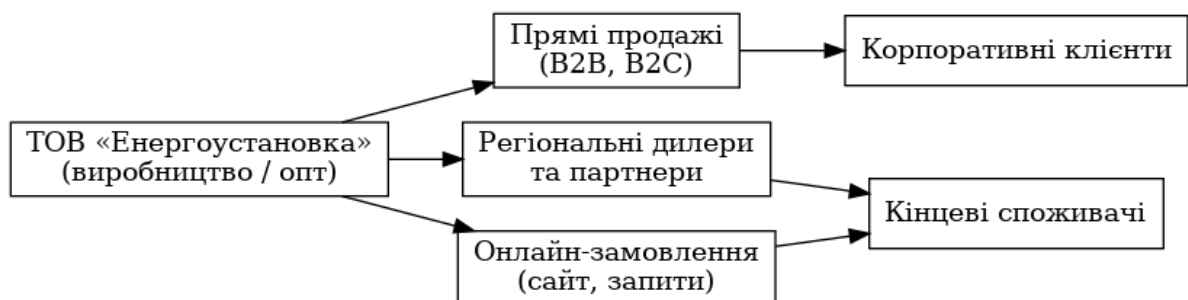 Прямі продажі
(B2B, B2C)
Корпоративні клієнти
ТОВ «Енергоустановка»
(виробництво / опт)
Регіональні дилери
та партнери
Кінцеві споживачі
Онлайн-замовлення
(сайт, запити)